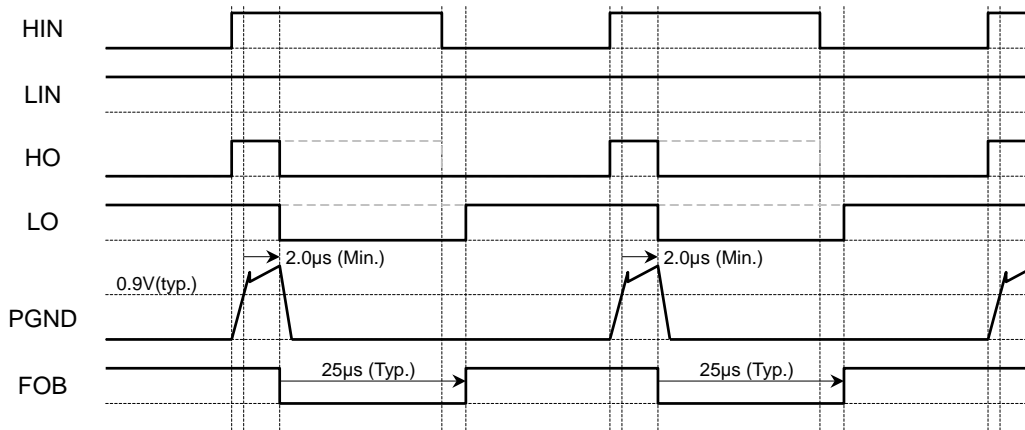 HIN
LIN
HO
LO
2.0µs (Min.) 2.0µs (Min.)
0.9V(typ.)
PGND
25µs (Typ.) 25µs (Typ.)
FOB